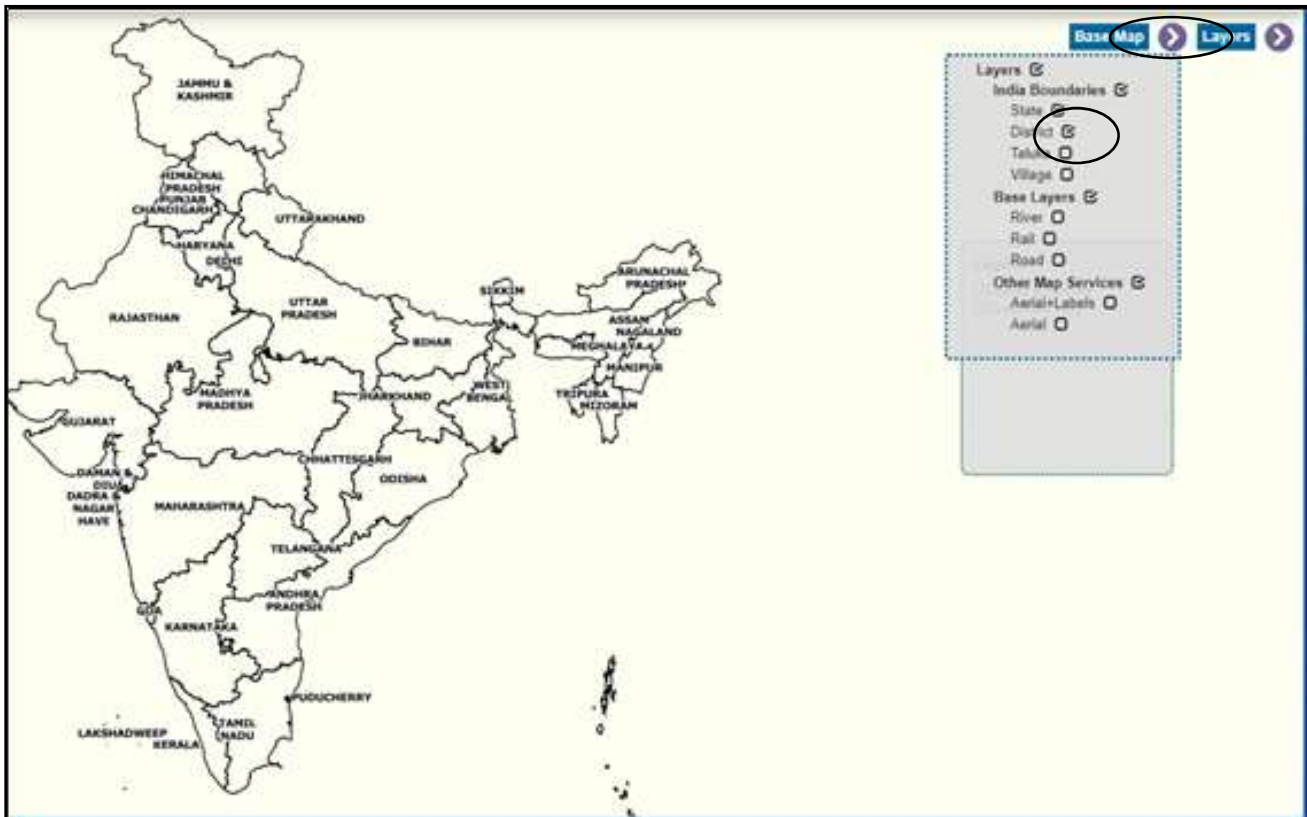 Base Map
Layers
Layers
India Boundaries
State
District
Taluka
Village
Base Layers
River
Rail
Road
Other Map Services
Aerial+Labels
Aerial
JAMMU &
KASHMIR
HIMACHAL
PRADESH
PUNJAB
CHANDIGARH
UTTARAKHAND
HARYANA
DELHI
ARUNACHAL
PRADESH
SIKKIM
RAJASTHAN
UTTAR
PRADESH
ASSAM
NAGALAND
BIHAR
MEGHALAYA
MANIPUR
MADHYA
PRADESH
JHARKHAND
WEST
BENGAL
TRIPURA
MIZORAM
GUJARAT
CHHATTISGARH
ODISHA
DAMAN &
DIU
DADRA &
NAGAR
HAVE
MAHARASHTRA
TELANGANA
ANDHRA
PRADESH
GOA
KARNATAKA
PUDUCHERRY
LAKSHADWEEP
KERALA
TAMIL
NADU